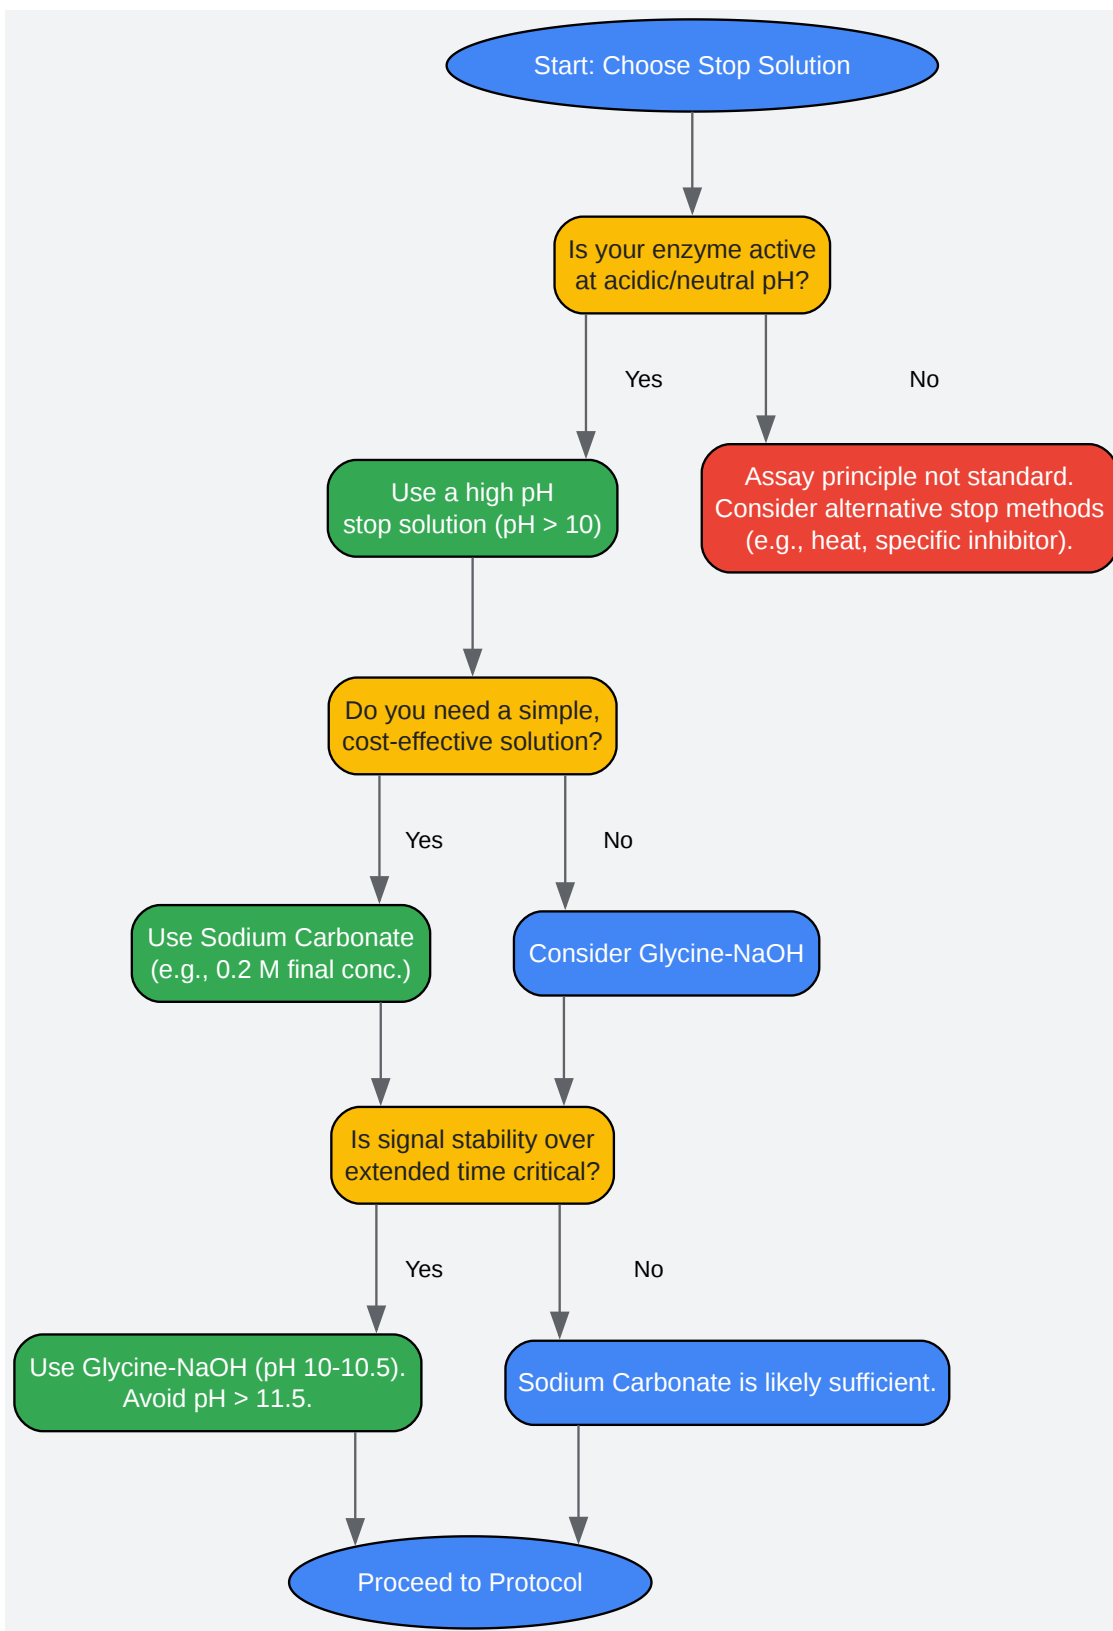 Start: Choose Stop Solution
Is your enzyme active
at acidic/neutral pH?
Yes
No
Use a high pH
stop solution (pH > 10)
Assay principle not standard.
Consider alternative stop methods
(e.g., heat, specific inhibitor).
Do you need a simple,
cost-effective solution?
Yes
No
Use Sodium Carbonate
(e.g., 0.2 M final conc.)
Consider Glycine-NaOH
Is signal stability over
extended time critical?
Yes
No
Use Glycine-NaOH (pH 10-10.5).
Avoid pH > 11.5.
Sodium Carbonate is likely sufficient.
Proceed to Protocol